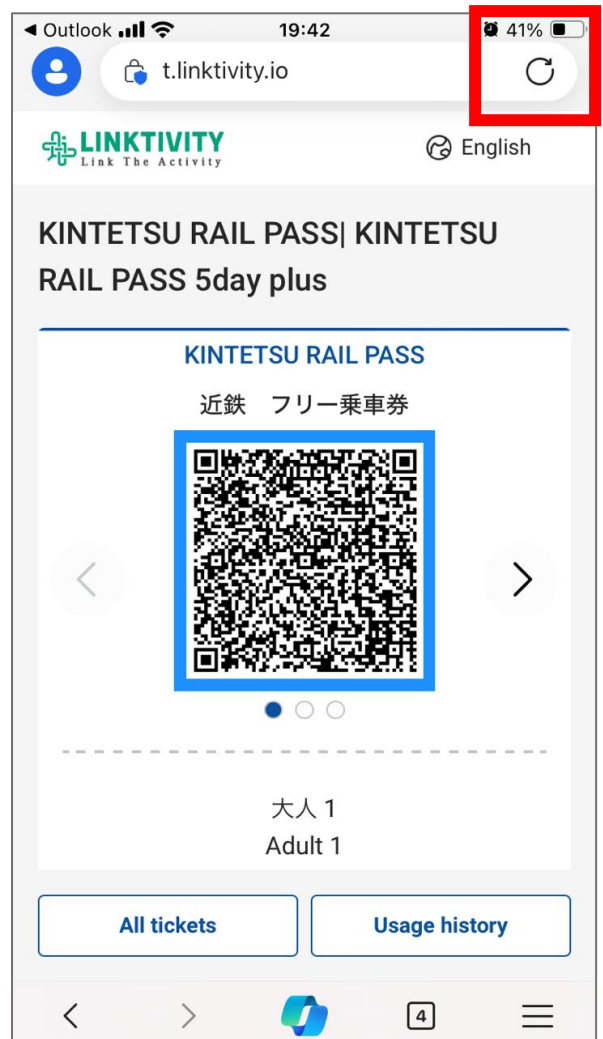 ◀ Outlook 19:42 41%
t.linktivity.io
LINKTIVITY English
Link The Activity
KINTETSU RAIL PASS| KINTETSU
RAIL PASS 5day plus
KINTETSU RAIL PASS
近鉄　フリー乗車券
大人 1
Adult 1
All tickets Usage history
4